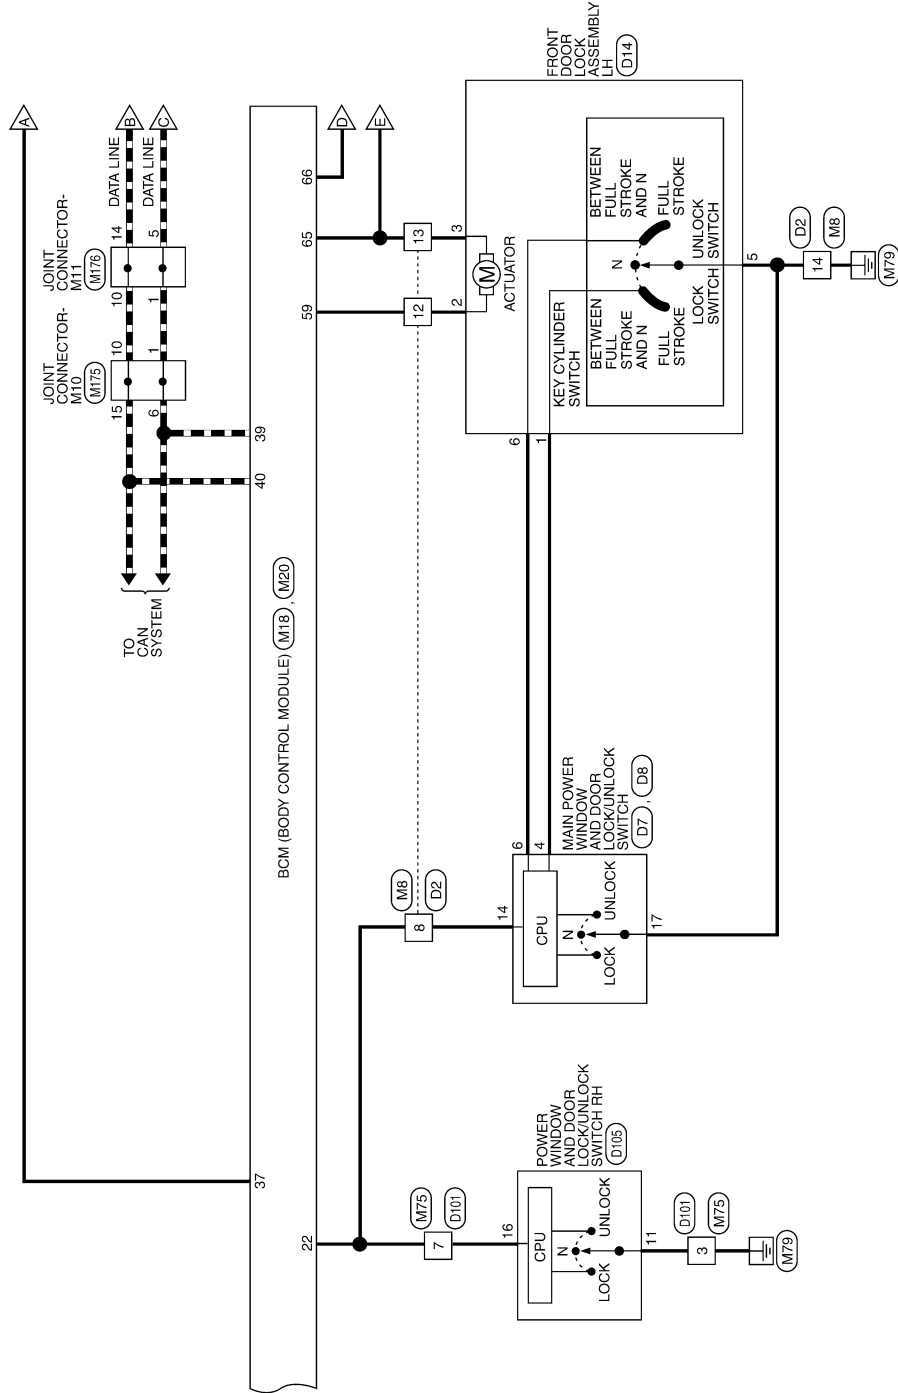 A
B
C
DATA LINE
DATA LINE
14
5
JOINT
CONNECTOR-
M11
M176
10
1
JOINT
CONNECTOR-
M10
M175
10
1
15
6
TO
CAN
SYSTEM
39
40
37
BCM (BODY CONTROL MODULE) M18 , M20
66
65
59
22
D
E
13
12
3
2
M
ACTUATOR
FRONT
DOOR
LOCK
ASSEMBLY
LH
D14
KEY CYLINDER
SWITCH
BETWEEN
FULL
STROKE
AND N
FULL
STROKE
N
BETWEEN
FULL
STROKE
AND N
FULL
STROKE
LOCK
SWITCH
UNLOCK
SWITCH
6
1
5
D2
M8
14
M79
M8
D2
8
14
6
4
MAIN POWER
WINDOW
AND DOOR
LOCK/UNLOCK
SWITCH
D7 , D8
CPU
N
LOCK
UNLOCK
17
M75
D101
7
16
POWER
WINDOW
AND DOOR
LOCK/UNLOCK
SWITCH RH
D105
CPU
N
LOCK
UNLOCK
11
D101
M75
3
M79